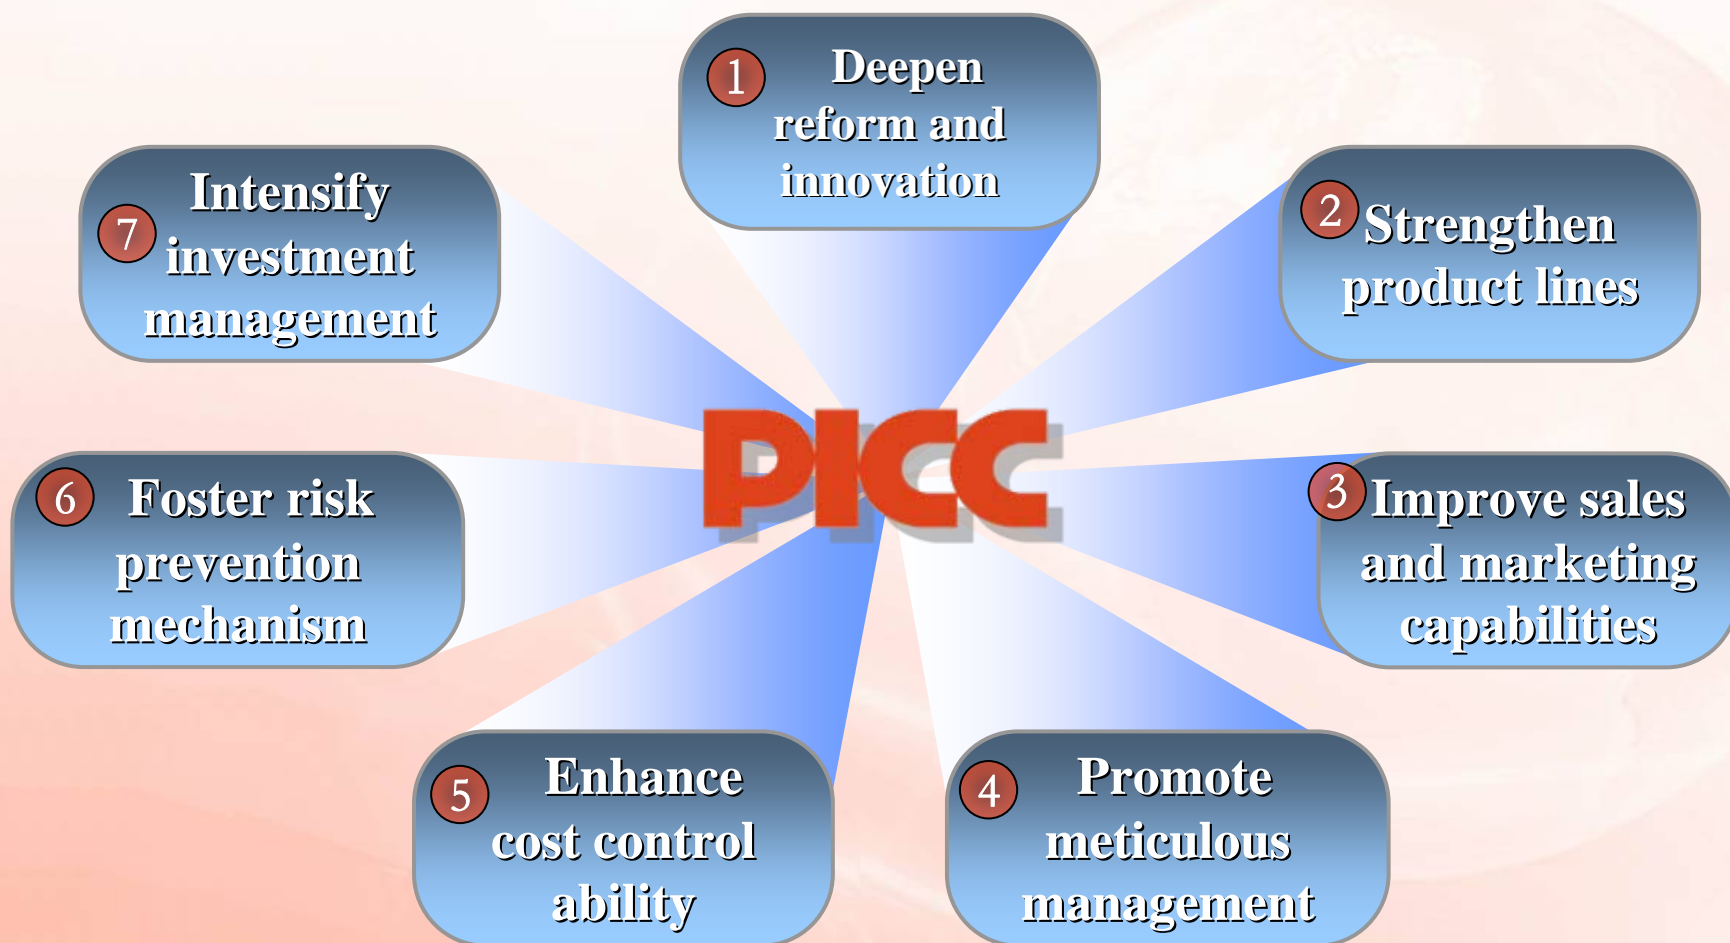 1 Deepen
reform and
innovation
2 Strengthen
product lines
3 Improve sales
and marketing
capabilities
4 Promote
meticulous
management
5 Enhance
cost control
ability
6 Foster risk
prevention
mechanism
7 Intensify
investment
management
PICC